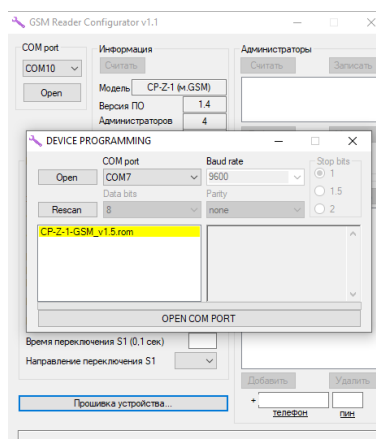 GSM Reader Configurator v1.1
COM port
Информация
Администраторы
COM10
Считать
Считать
Записать
Open
Модель
CP-Z-1 (м.GSM)
Версия ПО
1.4
Администраторов
4
DEVICE PROGRAMMING
COM port
Baud rate
Stop bits
Open
COM7
9600
1
Data bits
Parity
1.5
Rescan
8
none
2
CP-Z-1-GSM_v1.5.rom
OPEN COM PORT
Время переключения S1 (0,1 сек)
Направление переключения S1
Добавить
Удалить
Прошивка устройства...
+
телефон
пин